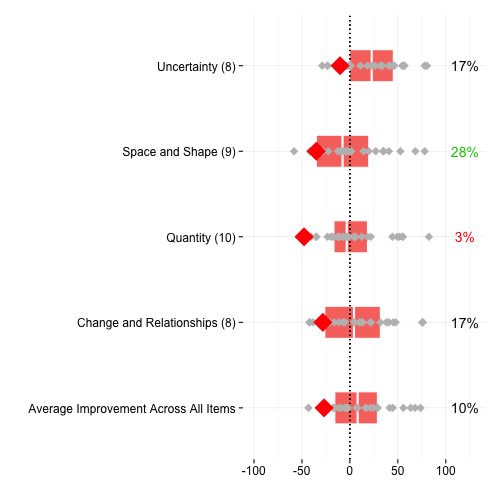 Uncertainty (8)
17%
Space and Shape (9)
28%
Quantity (10)
3%
Change and Relationships (8)
17%
Average Improvement Across All Items
10%
-100 -50 0 50 100